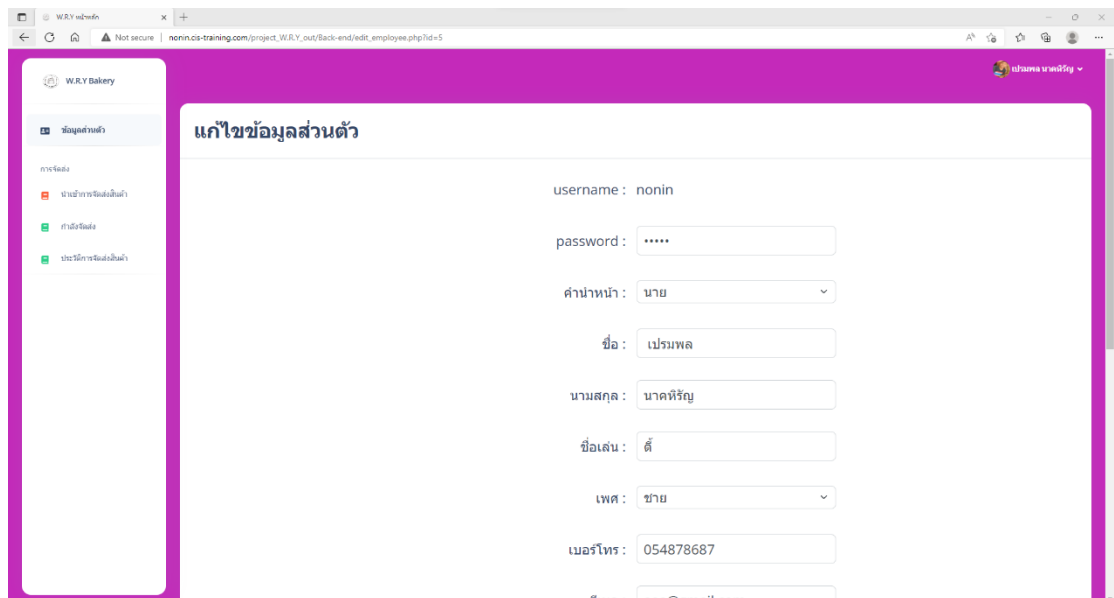 W.R.Y หน้าหลัก
Not secure | nonin.cis-training.com/project_W.R.Y_out/Back-end/edit_employee.php?id=5
W.R.Y Bakery
เปรมพล นาคหิรัญ
ข้อมูลส่วนตัว
แก้ไขข้อมูลส่วนตัว
การจัดส่ง
นำเข้าการจัดส่งสินค้า
กำลังจัดส่ง
ประวัติการจัดส่งสินค้า
username : nonin
password : •••••
คำนำหน้า : นาย
ชื่อ : เปรมพล
นามสกุล : นาคหิรัญ
ชื่อเล่น : ตี้
เพศ : ชาย
เบอร์โทร : 054878687